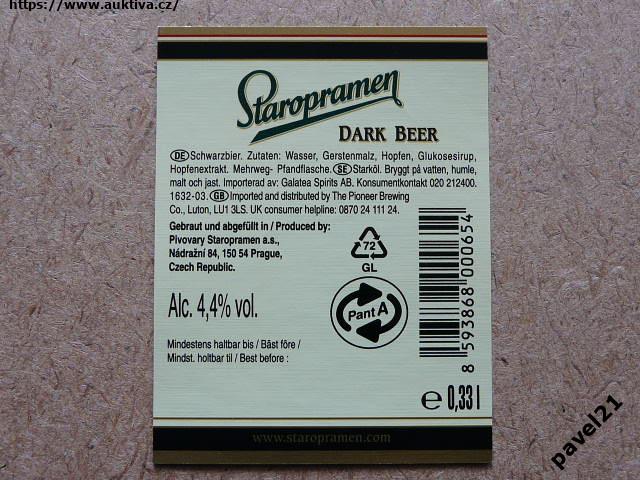 https://www.auktiva.cz/
Staropramen
DARK BEER
DE Schwarzbier. Zutaten: Wasser, Gerstenmalz, Hopfen, Glukosesirup,
Hopfenextrakt. Mehrweg- Pfandflasche. SE Starköl. Bryggt på vatten, humle,
malt och jast. Importerad av: Galatea Spirits AB. Konsumentkontakt 020 212400.
1632-03. GB Imported and distributed by The Pioneer Brewing
Co., Luton, LU1 3LS. UK consumer helpline: 0870 24 111 24.
Gebraut und abgefüllt in / Produced by:
Pivovary Staropramen a.s.,
Nádražní 84, 150 54 Prague,
Czech Republic.
72
GL
Alc. 4,4% vol.
Pant A
Mindestens haltbar bis / Bäst före /
Mindst. holtbar til / Best before :
8 593868 000654
e 0,33 l
www.staropramen.com
pavel21